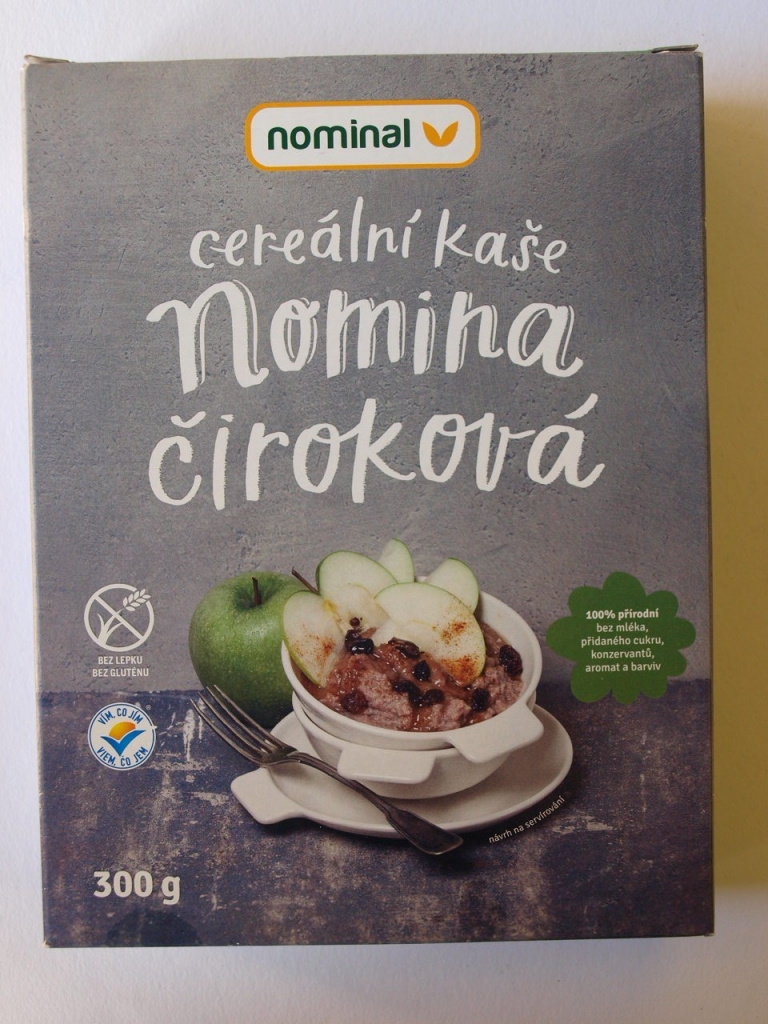 nominal
cereální kaše
Nomina
čiroková
BEZ LEPKU
BEZ GLUTÉNU
100% přírodní
bez mléka,
přidaného cukru,
konzervantů,
aromat a barviv
VÍM, CO JÍM
VIEM, ČO JEM
návrh na servírování
300 g